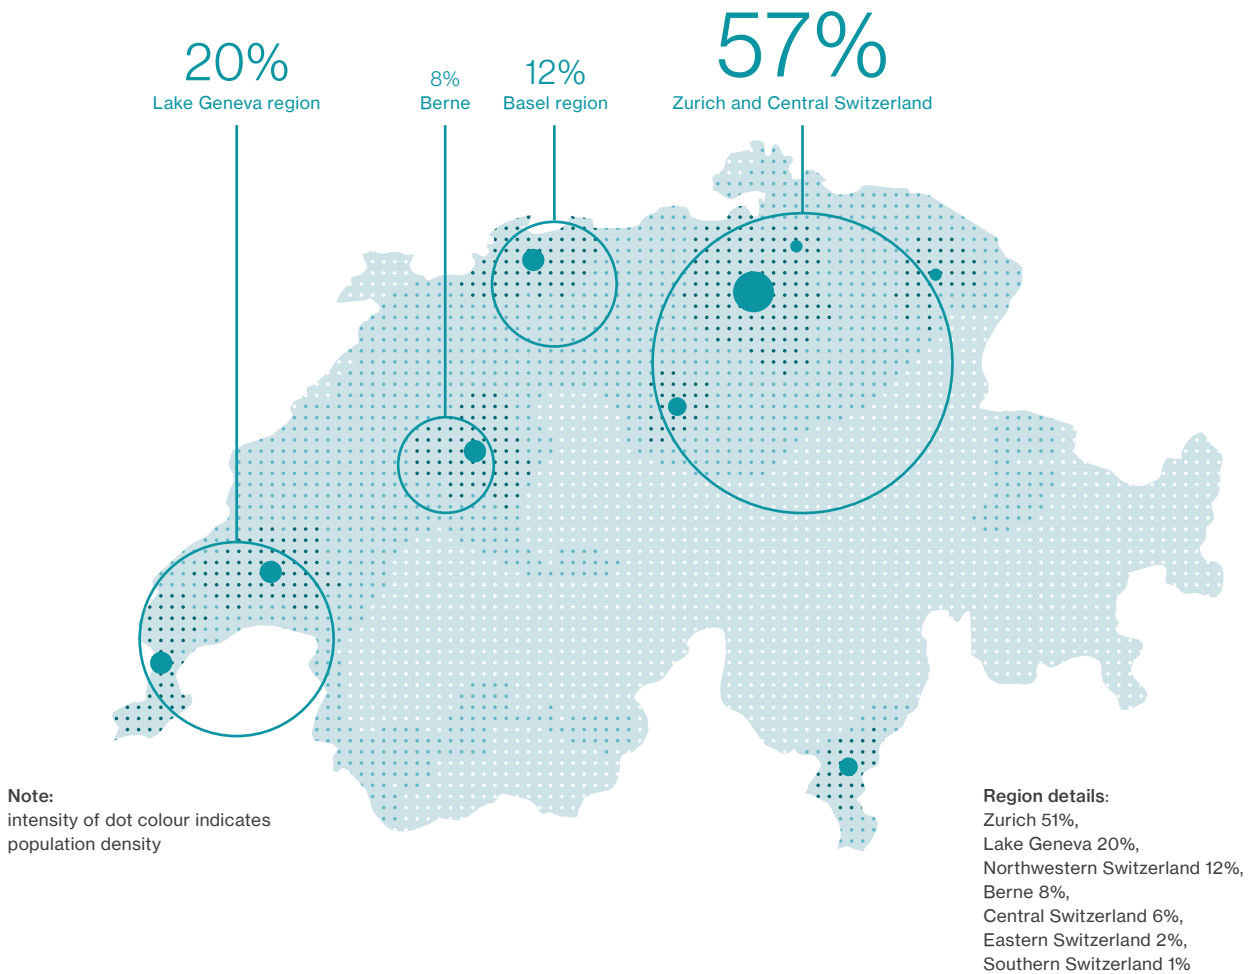 20%
Lake Geneva region
8%
Berne
12%
Basel region
57%
Zurich and Central Switzerland
Note:
intensity of dot colour indicates
population density
Region details:
Zurich 51%,
Lake Geneva 20%,
Northwestern Switzerland 12%,
Berne 8%,
Central Switzerland 6%,
Eastern Switzerland 2%,
Southern Switzerland 1%